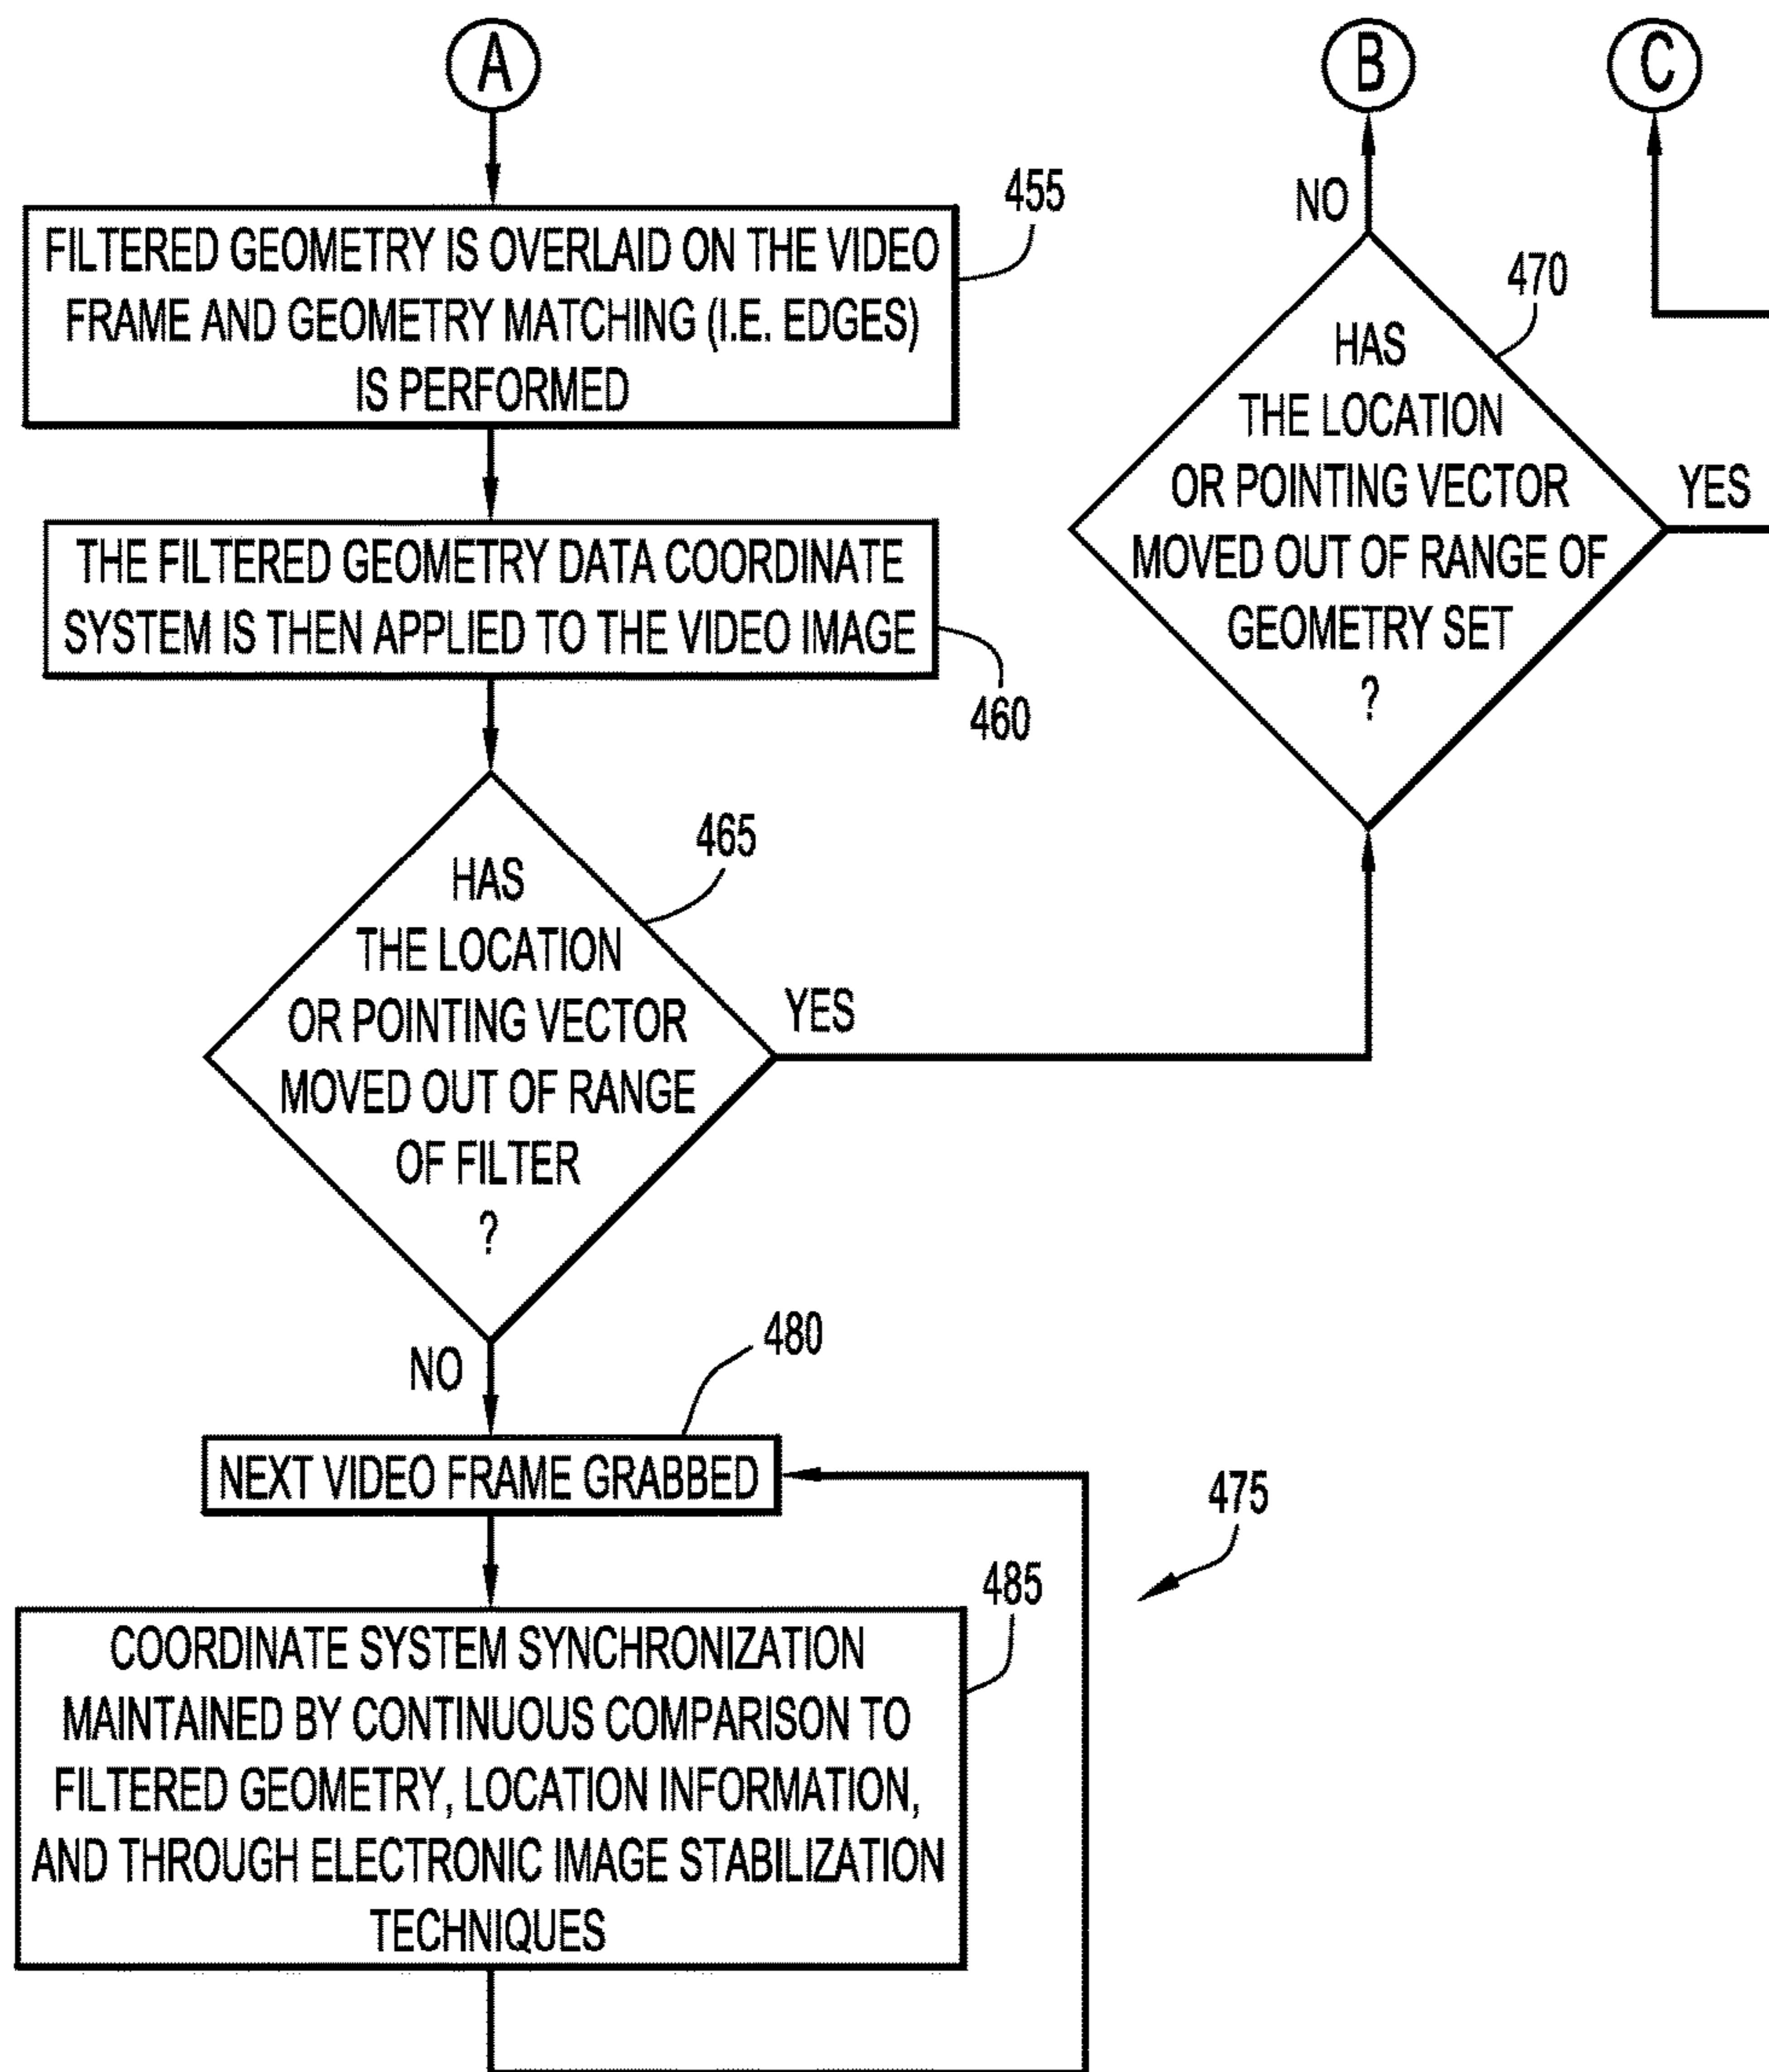 A
B
C
455
FILTERED GEOMETRY IS OVERLAID ON THE VIDEO
FRAME AND GEOMETRY MATCHING (I.E. EDGES)
IS PERFORMED
THE FILTERED GEOMETRY DATA COORDINATE
SYSTEM IS THEN APPLIED TO THE VIDEO IMAGE
460
465
HAS
THE LOCATION
OR POINTING VECTOR
MOVED OUT OF RANGE
OF FILTER
?
YES
NO
NO
470
HAS
THE LOCATION
OR POINTING VECTOR
MOVED OUT OF RANGE OF
GEOMETRY SET
?
YES
480
NEXT VIDEO FRAME GRABBED
475
485
COORDINATE SYSTEM SYNCHRONIZATION
MAINTAINED BY CONTINUOUS COMPARISON TO
FILTERED GEOMETRY, LOCATION INFORMATION,
AND THROUGH ELECTRONIC IMAGE STABILIZATION
TECHNIQUES